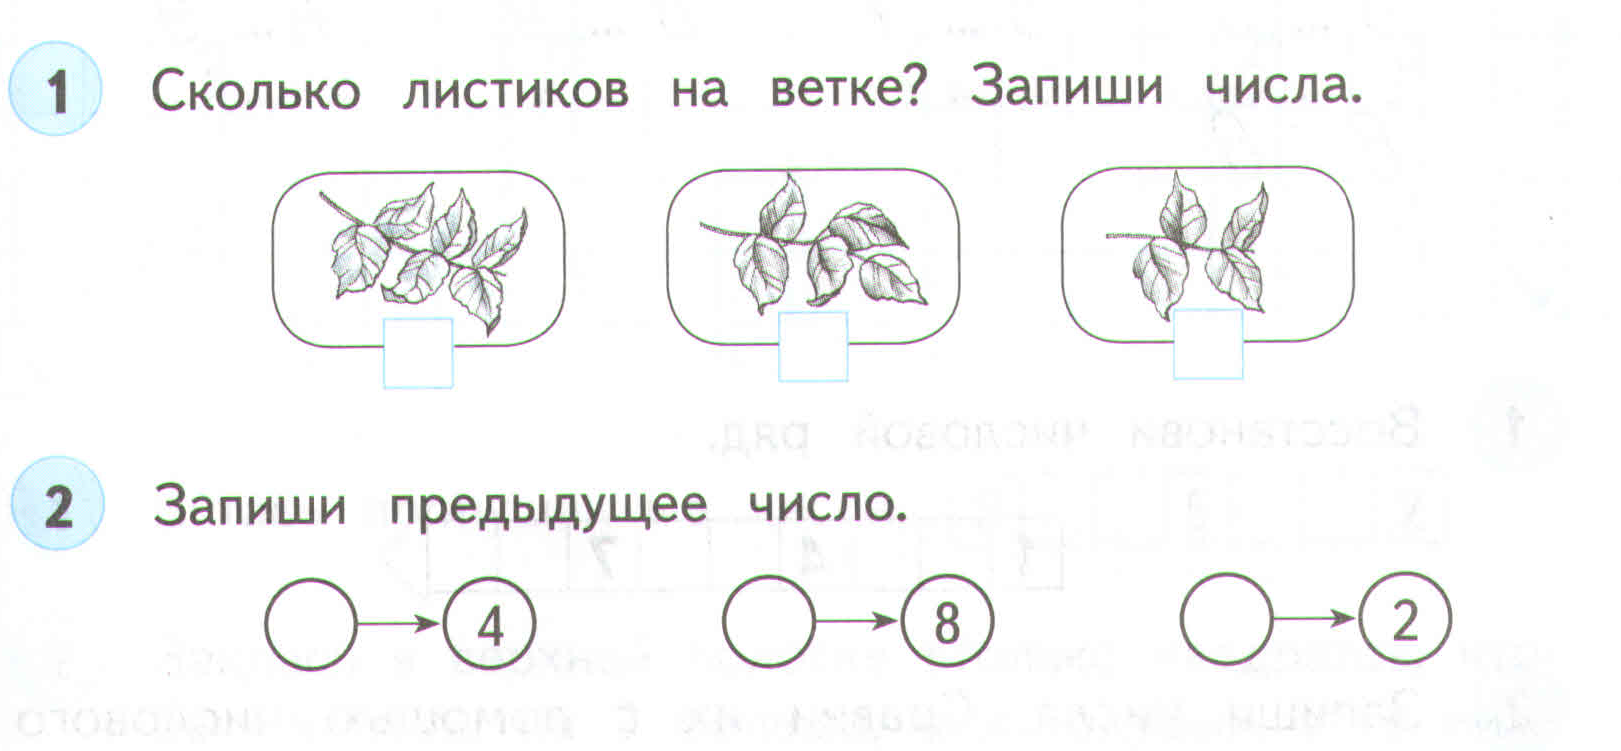 1 Сколько листиков на ветке? Запиши числа.
2 Запиши предыдущее число.
4 8 2